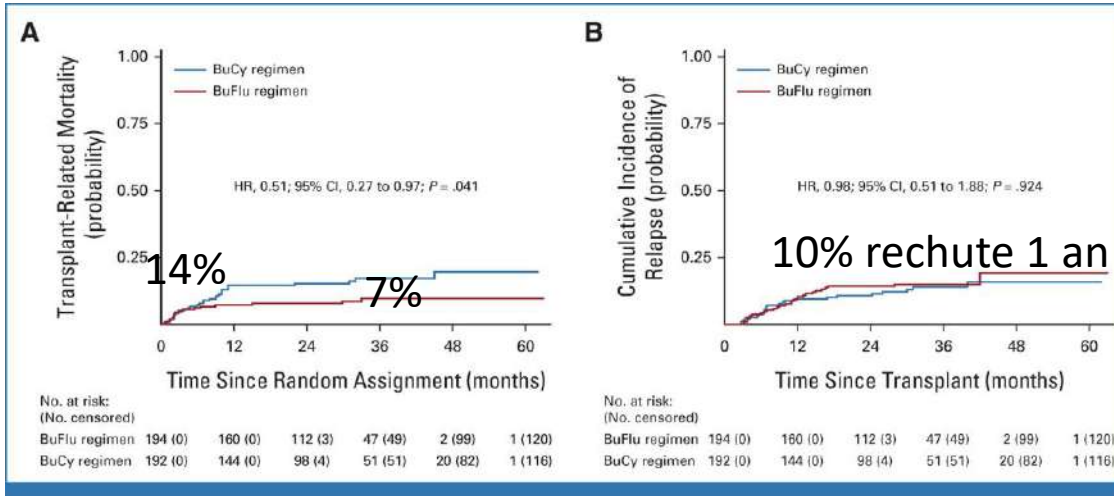 A
Transplant-Related Mortality
(probability)
1.00
0.75
0.50
0.25
BuCy regimen
BuFlu regimen
HR, 0.51; 95% CI, 0.27 to 0.97; P = .041
14%
7%
0 12 24 36 48 60
Time Since Random Assignment (months)
No. at risk:
(No. censored)
BuFlu regimen 194 (0) 160 (0) 112 (3) 47 (49) 2 (99) 1 (120)
BuCy regimen 192 (0) 144 (0) 98 (4) 51 (51) 20 (82) 1 (116)
B
Cumulative Incidence of
Relapse (probability)
1.00
0.75
0.50
0.25
BuCy regimen
BuFlu regimen
HR, 0.98; 95% CI, 0.51 to 1.88; P = .924
10% rechute 1 an
0 12 24 36 48 60
Time Since Transplant (months)
No. at risk:
(No. censored)
BuFlu regimen 194 (0) 160 (0) 112 (3) 47 (49) 2 (99) 1 (120)
BuCy regimen 192 (0) 144 (0) 98 (4) 51 (51) 20 (82) 1 (116)